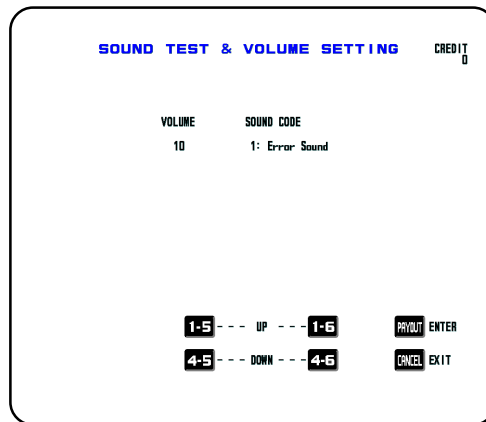 SOUND TEST & VOLUME SETTING CREDIT
0
VOLUME SOUND CODE
10 1: Error Sound
1-5 - - - UP - - - 1-6 PAYOUT ENTER
4-5 - - - DOWN - - - 4-6 CANCEL EXIT